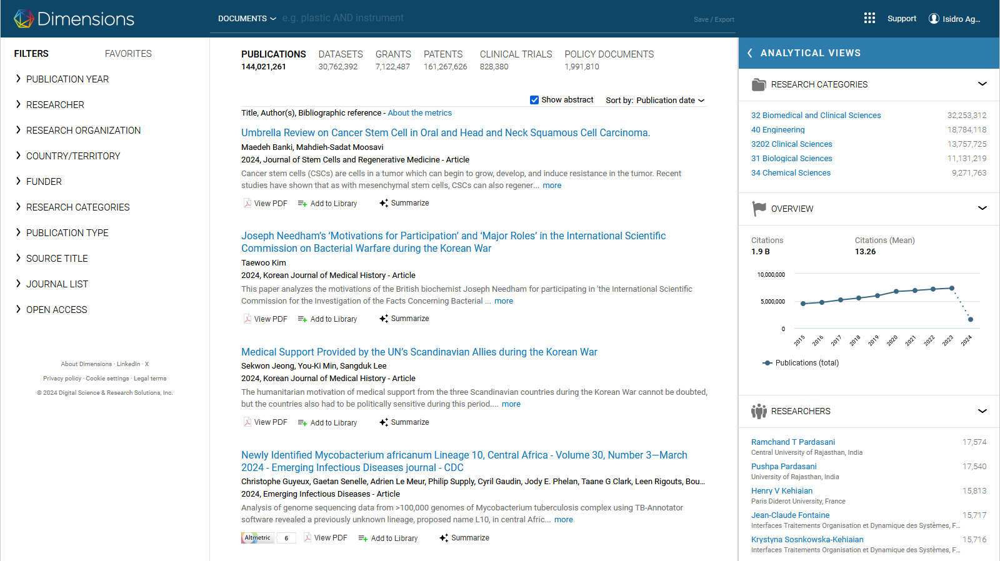 Dimensions
DOCUMENTS
e.g. plastic AND instrument
Save / Export
Support
Isidro Ag...
FILTERS
FAVORITES
PUBLICATION YEAR
RESEARCHER
RESEARCH ORGANIZATION
COUNTRY/TERRITORY
FUNDER
RESEARCH CATEGORIES
PUBLICATION TYPE
SOURCE TITLE
JOURNAL LIST
OPEN ACCESS
About Dimensions · LinkedIn · X
Privacy policy · Cookie settings · Legal terms
© 2024 Digital Science & Research Solutions, Inc.
PUBLICATIONS
144,021,261
DATASETS
30,762,392
GRANTS
7,122,487
PATENTS
161,267,626
CLINICAL TRIALS
828,380
POLICY DOCUMENTS
1,991,810
Show abstract
Sort by: Publication date
Title, Author(s), Bibliographic reference - About the metrics
Umbrella Review on Cancer Stem Cell in Oral and Head and Neck Squamous Cell Carcinoma.
Maedeh Banki, Mahdieh-Sadat Moosavi
2024, Journal of Stem Cells and Regenerative Medicine - Article
Cancer stem cells (CSCs) are cells in a tumor which can begin to grow, develop, and induce resistance in the tumor. Recent
studies have shown that as with mesenchymal stem cells, CSCs can also regener... more
View PDF Add to Library Summarize
Joseph Needham's ‘Motivations for Participation’ and ‘Major Roles’ in the International Scientific
Commission on Bacterial Warfare during the Korean War
Taewoo Kim
2024, Korean Journal of Medical History - Article
This paper analyzes the motivations of the British biochemist Joseph Needham for participating in 'the International Scientific
Commission for the Investigation of the Facts Concerning Bacterial ... more
View PDF Add to Library Summarize
Medical Support Provided by the UN's Scandinavian Allies during the Korean War
Sekwon Jeong, You-Ki Min, Sangduk Lee
2024, Korean Journal of Medical History - Article
The humanitarian motivation of medical support from the three Scandinavian countries during the Korean War cannot be doubted,
but the countries also had to be politically sensitive during this period.... more
View PDF Add to Library Summarize
Newly Identified Mycobacterium africanum Lineage 10, Central Africa - Volume 30, Number 3—March
2024 - Emerging Infectious Diseases journal - CDC
Christophe Guyeux, Gaetan Senelle, Adrien Le Meur, Philip Supply, Cyril Gaudin, Jody E. Phelan, Taane G Clark, Leen Rigouts, Bou...
2024, Emerging Infectious Diseases - Article
Analysis of genome sequencing data from >100,000 genomes of Mycobacterium tuberculosis complex using TB-Annotator
software revealed a previously unknown lineage, proposed name L10, in central Afric... more
Altmetric 6 View PDF Add to Library Summarize
ANALYTICAL VIEWS
RESEARCH CATEGORIES
32 Biomedical and Clinical Sciences 32,253,312
40 Engineering 18,784,118
3202 Clinical Sciences 13,757,725
31 Biological Sciences 11,131,219
34 Chemical Sciences 9,271,763
OVERVIEW
Citations
1.9 B
Citations (Mean)
13.26
10,000,000
5,000,000
0
2015 2016 2017 2018 2019 2020 2021 2022 2023 2024
Publications (total)
RESEARCHERS
Ramchand T Pardasani 17,574
Central University of Rajasthan, India
Pushpa Pardasani 17,540
University of Rajasthan, India
Henry V Kehiaian 15,813
Paris Diderot University, France
Jean-Claude Fontaine 15,717
Interfaces Traitements Organisation et Dynamique des Systèmes, F...
Krystyna Sosnkowska-Kehiaian 15,716
Interfaces Traitements Organisation et Dynamique des Systèmes, F...